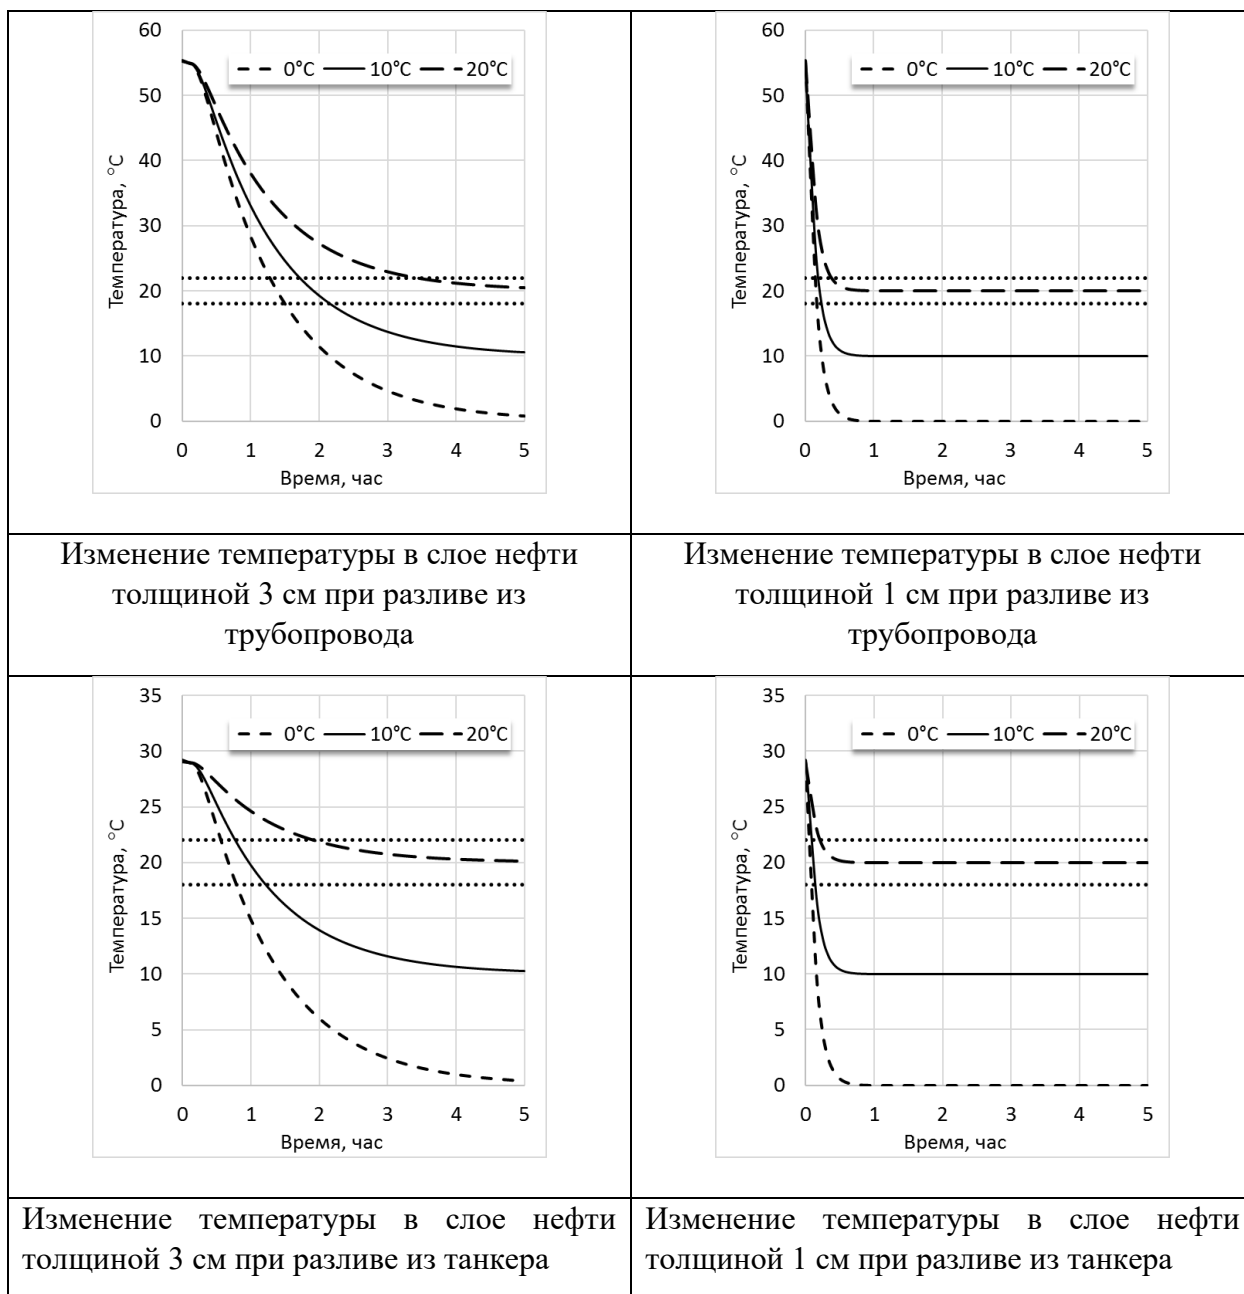 60
50
40
30
20
10
0
Температура, °C
0°C 10°C 20°C
0 1 2 3 4 5
Время, час
60
50
40
30
20
10
0
Температура, °C
0°C 10°C 20°C
0 1 2 3 4 5
Время, час
Изменение температуры в слое нефти
толщиной 3 см при разливе из
трубопровода
Изменение температуры в слое нефти
толщиной 1 см при разливе из
трубопровода
35
30
25
20
15
10
5
0
Температура, °C
0°C 10°C 20°C
0 1 2 3 4 5
Время, час
35
30
25
20
15
10
5
0
Температура, °C
0°C 10°C 20°C
0 1 2 3 4 5
Время, час
Изменение температуры в слое нефти
толщиной 3 см при разливе из танкера
Изменение температуры в слое нефти
толщиной 1 см при разливе из танкера